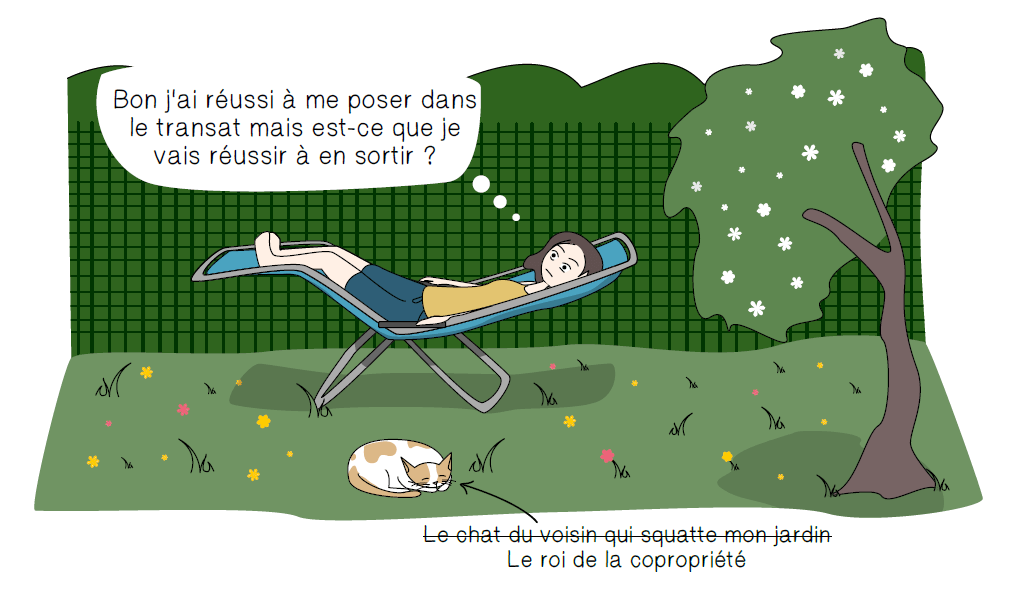 Bon j'ai réussi à me poser dans
le transat mais est-ce que je
vais réussir à en sortir ?
Le chat du voisin qui squatte mon jardin
Le roi de la copropriété